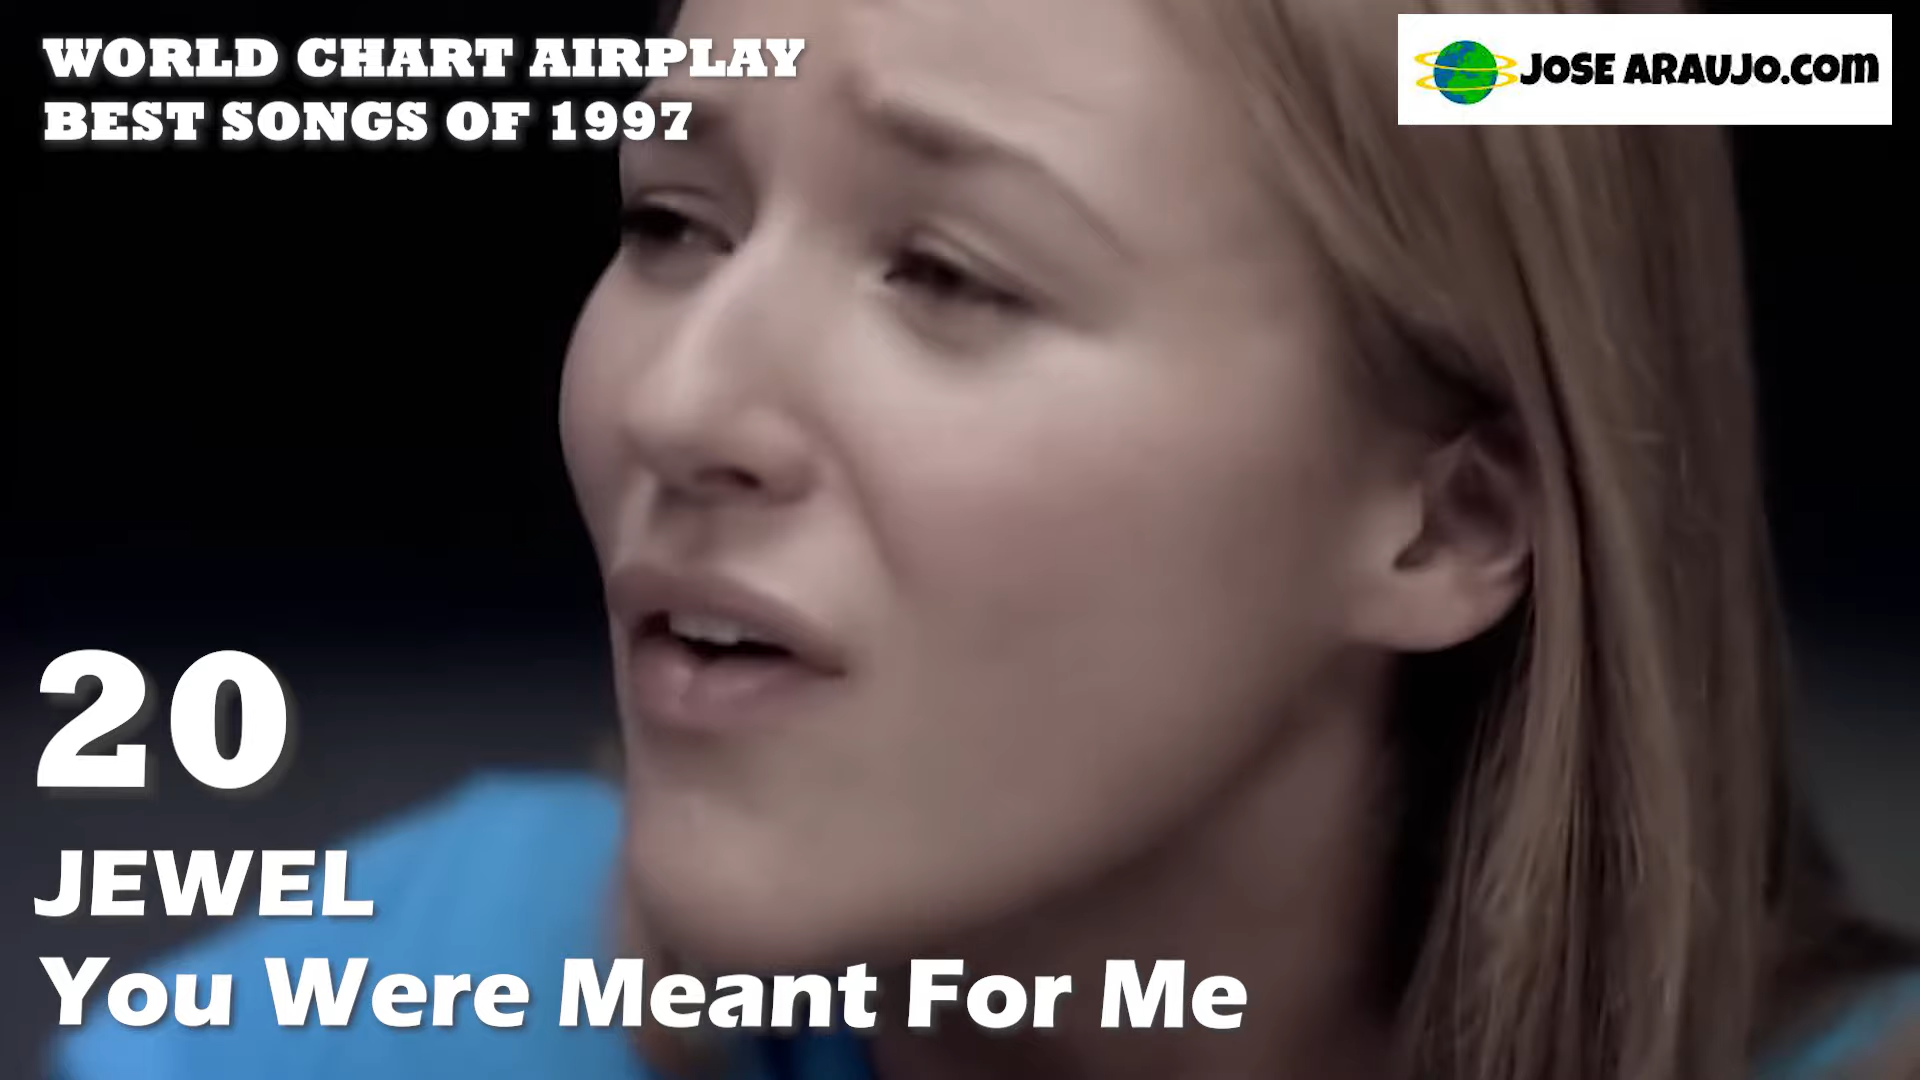 WORLD CHART AIRPLAY
BEST SONGS OF 1997
JOSE ARAUJO.com
20
JEWEL
You Were Meant For Me